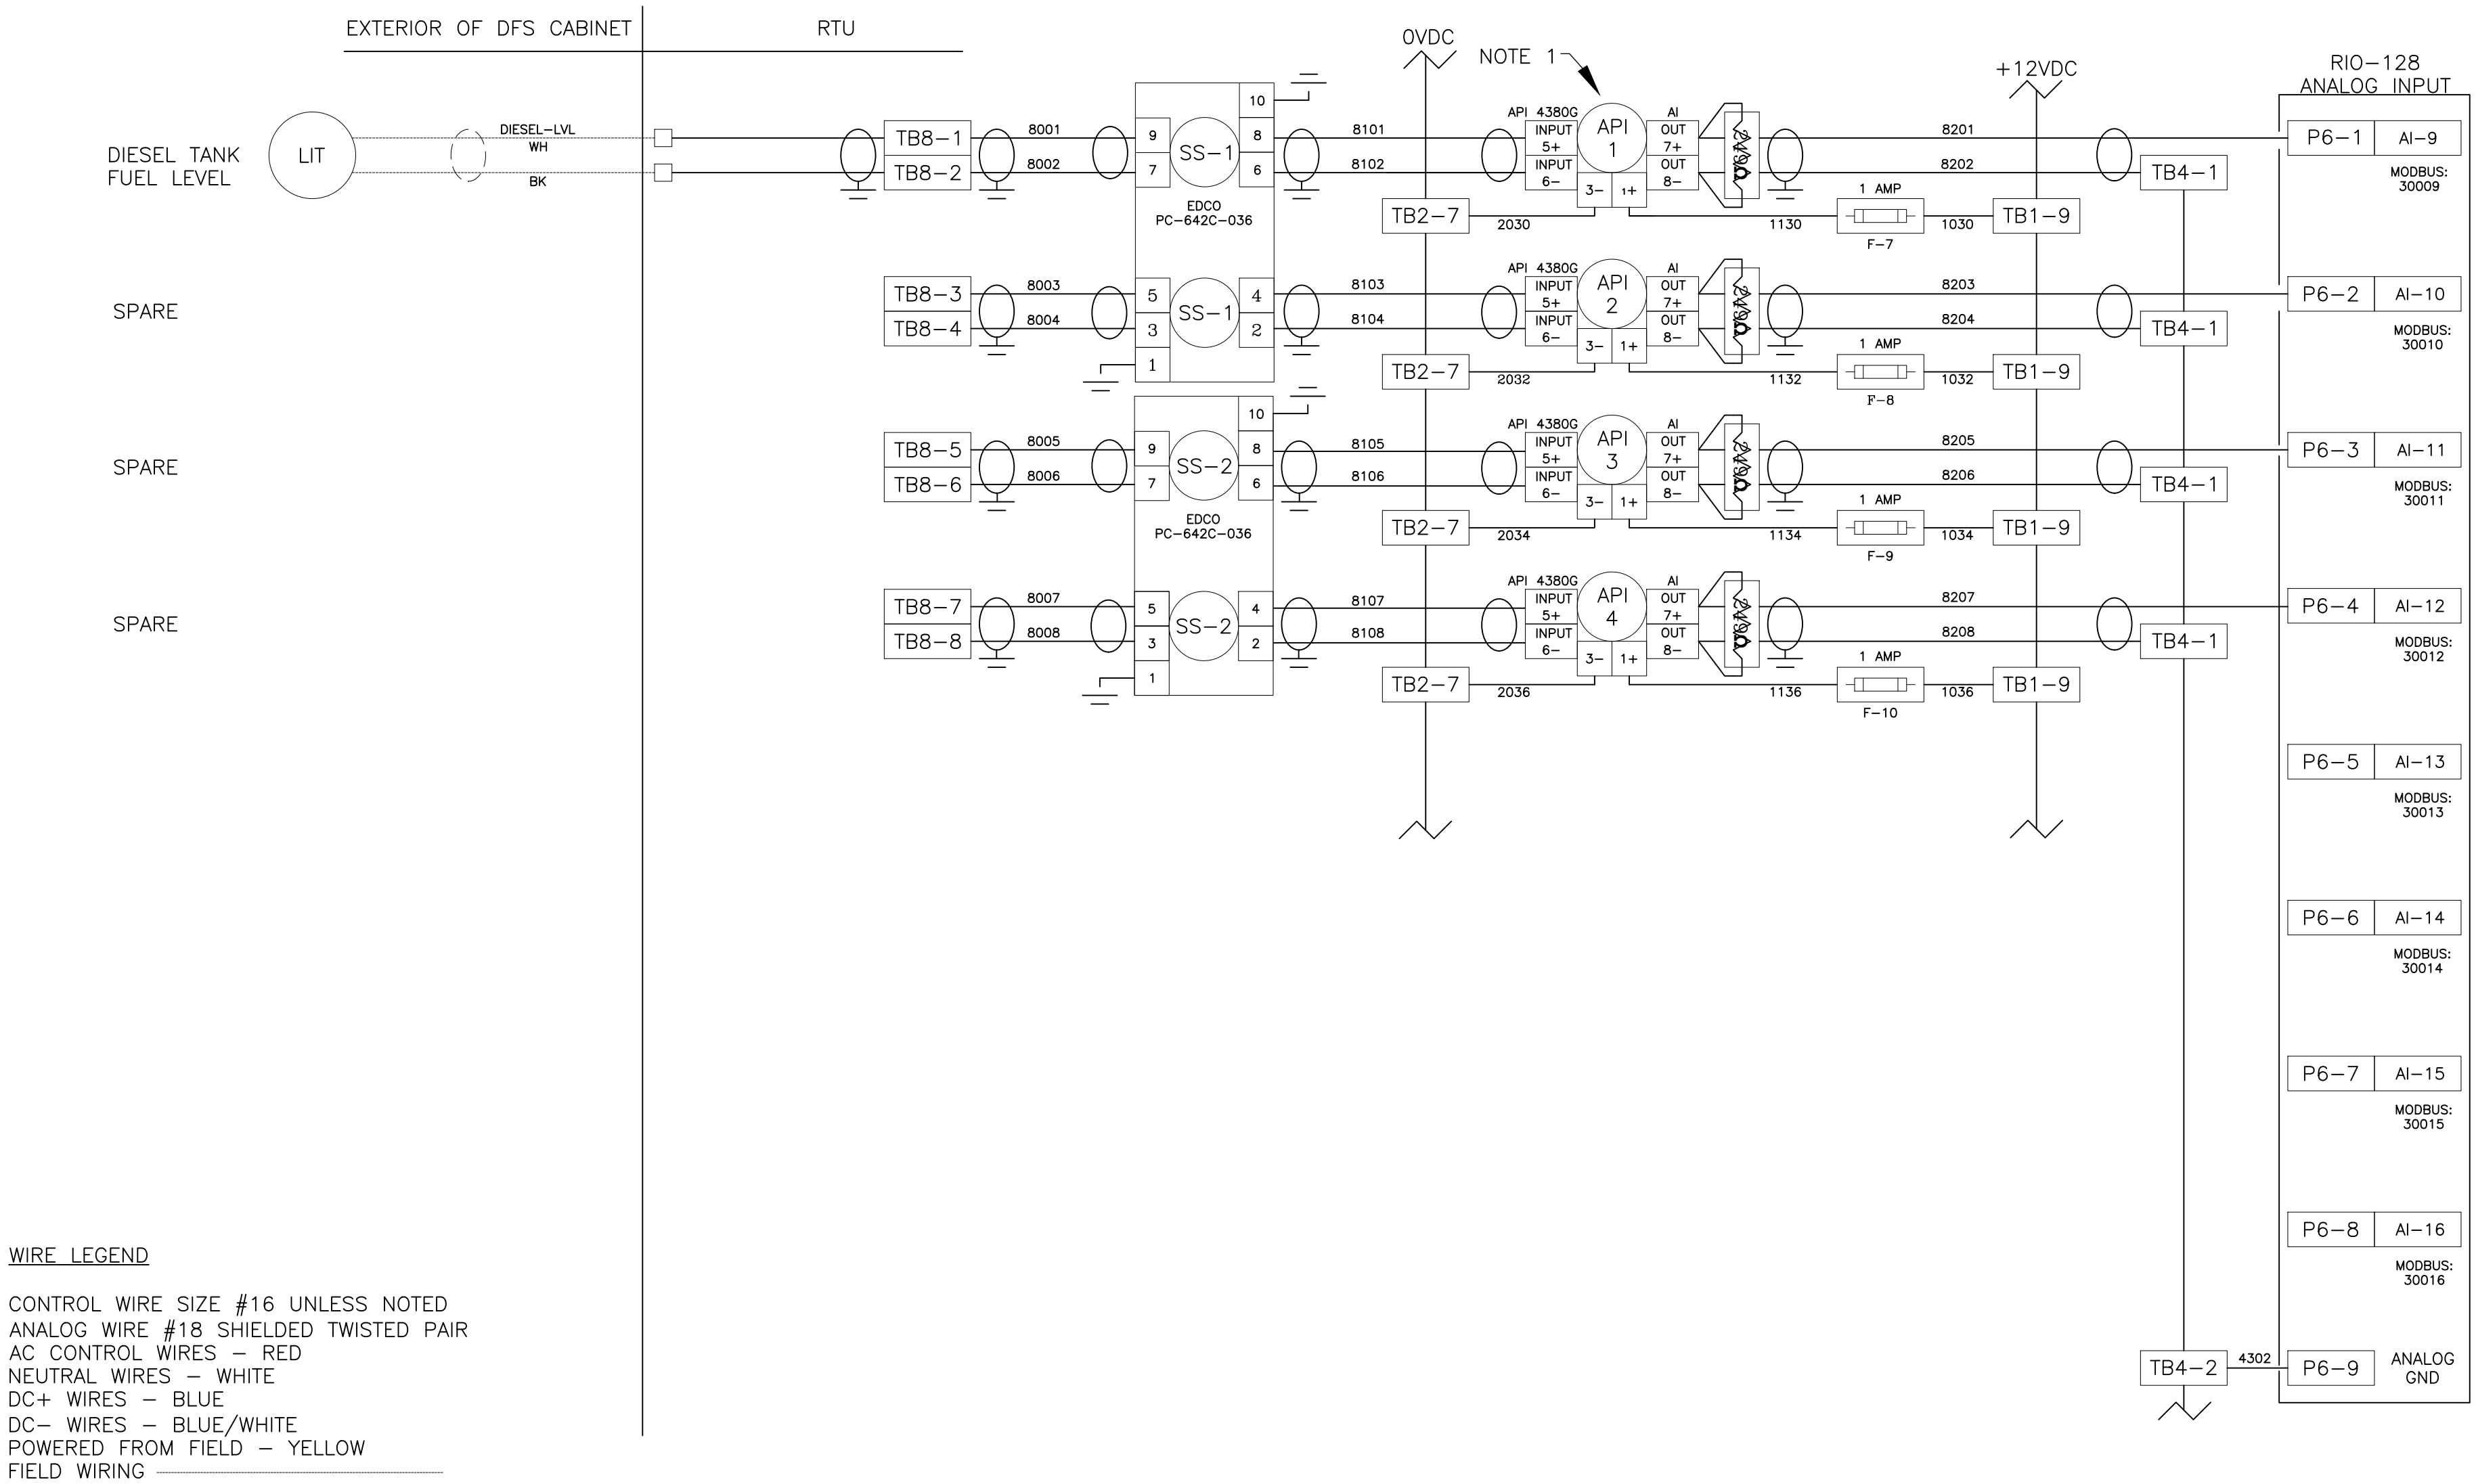 EXTERIOR OF DFS CABINET
RTU
0VDC
NOTE 1
+12VDC
RIO-128
ANALOG INPUT
DIESEL TANK
FUEL LEVEL
LIT
DIESEL-LVL
WH
BK
TB8-1
TB8-2
8001
8002
10
9
8
7
6
SS-1
EDCO
PC-642C-036
8101
8102
API 4380G
INPUT
5+
INPUT
6-
API
1
3-
1+
AI
OUT
7+
OUT
8-
249Ω
8201
8202
TB4-1
P6-1
AI-9
MODBUS:
30009
TB2-7
2030
1130
1 AMP
F-7
1030
TB1-9
SPARE
TB8-3
TB8-4
8003
8004
5
4
3
2
1
SS-1
8103
8104
API 4380G
INPUT
5+
INPUT
6-
API
2
3-
1+
AI
OUT
7+
OUT
8-
249Ω
8203
8204
TB4-1
P6-2
AI-10
MODBUS:
30010
TB2-7
2032
1132
1 AMP
F-8
1032
TB1-9
SPARE
TB8-5
TB8-6
8005
8006
10
9
8
7
6
SS-2
EDCO
PC-642C-036
8105
8106
API 4380G
INPUT
5+
INPUT
6-
API
3
3-
1+
AI
OUT
7+
OUT
8-
249Ω
8205
8206
TB4-1
P6-3
AI-11
MODBUS:
30011
TB2-7
2034
1134
1 AMP
F-9
1034
TB1-9
SPARE
TB8-7
TB8-8
8007
8008
5
4
3
2
1
SS-2
8107
8108
API 4380G
INPUT
5+
INPUT
6-
API
4
3-
1+
AI
OUT
7+
OUT
8-
249Ω
8207
8208
TB4-1
P6-4
AI-12
MODBUS:
30012
TB2-7
2036
1136
1 AMP
F-10
1036
TB1-9
P6-5
AI-13
MODBUS:
30013
P6-6
AI-14
MODBUS:
30014
P6-7
AI-15
MODBUS:
30015
P6-8
AI-16
MODBUS:
30016
TB4-2
4302
P6-9
ANALOG
GND
WIRE LEGEND
CONTROL WIRE SIZE #16 UNLESS NOTED
ANALOG WIRE #18 SHIELDED TWISTED PAIR
AC CONTROL WIRES - RED
NEUTRAL WIRES - WHITE
DC+ WIRES - BLUE
DC- WIRES - BLUE/WHITE
POWERED FROM FIELD - YELLOW
FIELD WIRING